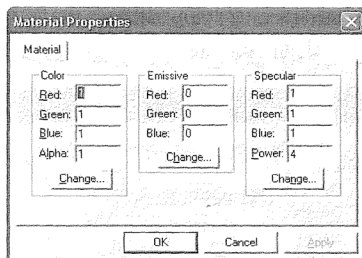 Material Properties
Material
Color
Red: 1
Green: 1
Blue: 1
Alpha: 1
Change...
Emissive
Red: 0
Green: 0
Blue: 0
Change...
Specular
Red: 1
Green: 1
Blue: 1
Power: 4
Change...
OK Cancel Apply